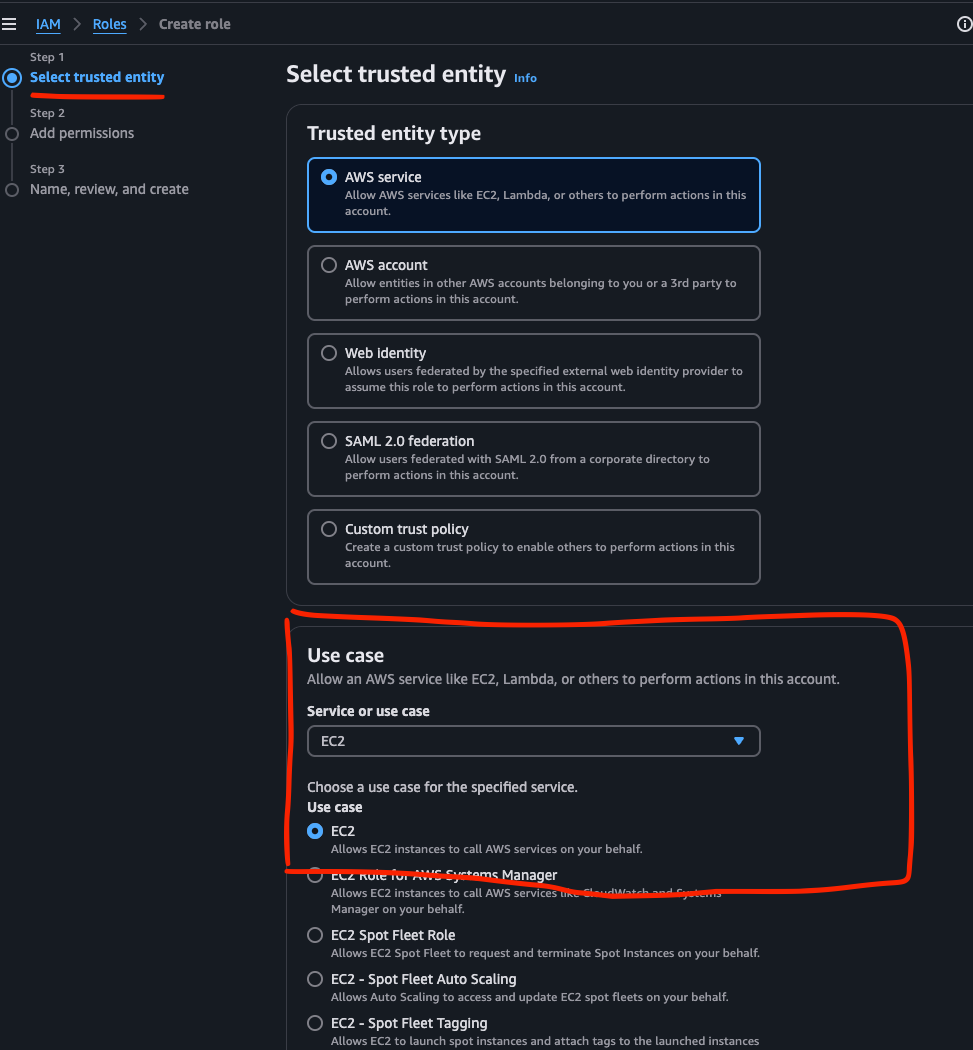 IAM > Roles > Create role
Step 1
Select trusted entity
Step 2
Add permissions
Step 3
Name, review, and create
Select trusted entity Info
Trusted entity type
AWS service
Allow AWS services like EC2, Lambda, or others to perform actions in this
account.
AWS account
Allow entities in other AWS accounts belonging to you or a 3rd party to
perform actions in this account.
Web identity
Allows users federated by the specified external web identity provider to
assume this role to perform actions in this account.
SAML 2.0 federation
Allow users federated with SAML 2.0 from a corporate directory to
perform actions in this account.
Custom trust policy
Create a custom trust policy to enable others to perform actions in this
account.
Use case
Allow an AWS service like EC2, Lambda, or others to perform actions in this account.
Service or use case
EC2
Choose a use case for the specified service.
Use case
EC2
Allows EC2 instances to call AWS services on your behalf.
EC2 Role for AWS Systems Manager
Allows EC2 instances to call AWS services like CloudWatch and Systems
Manager on your behalf.
EC2 Spot Fleet Role
Allows EC2 Spot Fleet to request and terminate Spot Instances on your behalf.
EC2 - Spot Fleet Auto Scaling
Allows Auto Scaling to access and update EC2 spot fleets on your behalf.
EC2 - Spot Fleet Tagging
Allows EC2 to launch spot instances and attach tags to the launched instances